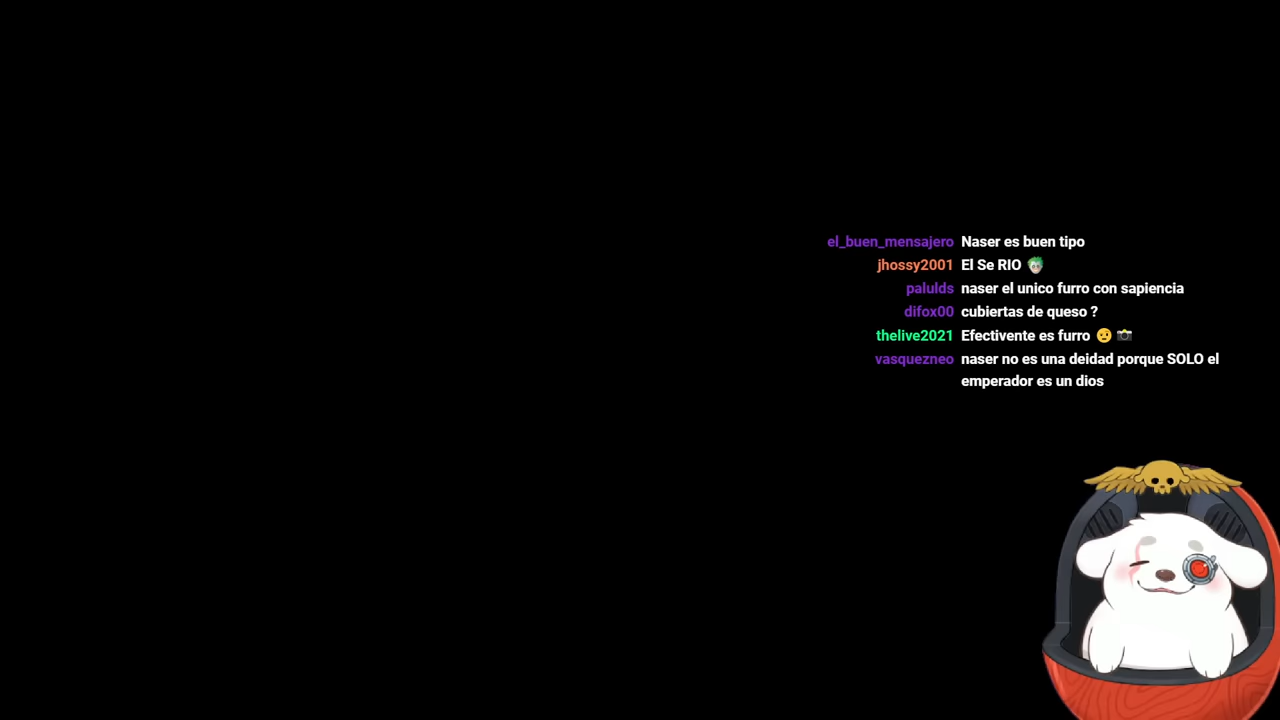 el_buen_mensajero Naser es buen tipo
jhossy2001 El Se RIO
palulds naser el unico furro con sapiencia
difox00 cubiertas de queso ?
thelive2021 Efectivente es furro 😟 📸
vasquezneo naser no es una deidad porque SOLO el
emperador es un dios